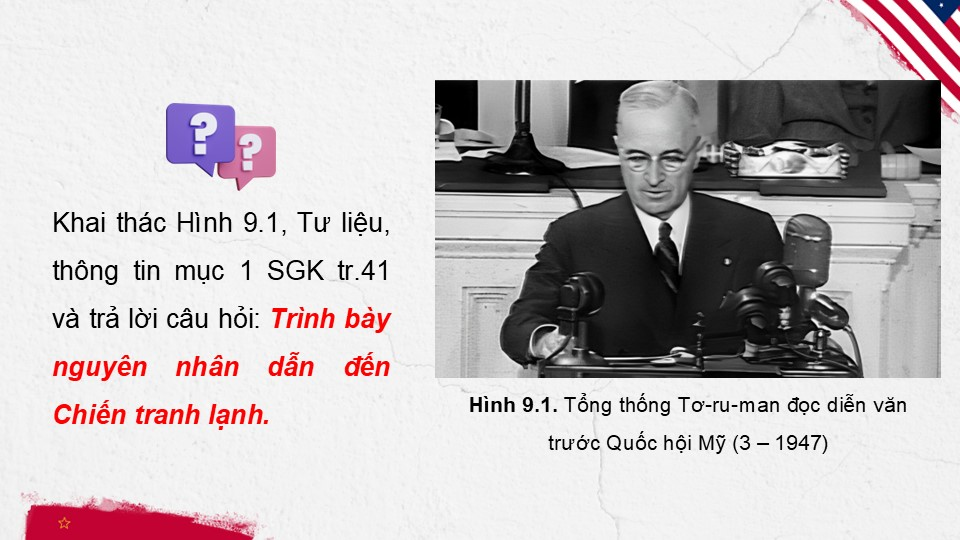 ? ?
Khai thác Hình 9.1, Tư liệu,
thông tin mục 1 SGK tr.41
và trả lời câu hỏi: Trình bày
nguyên nhân dẫn đến
Chiến tranh lạnh.
Hình 9.1. Tổng thống Tơ-ru-man đọc diễn văn
trước Quốc hội Mỹ (3 – 1947)